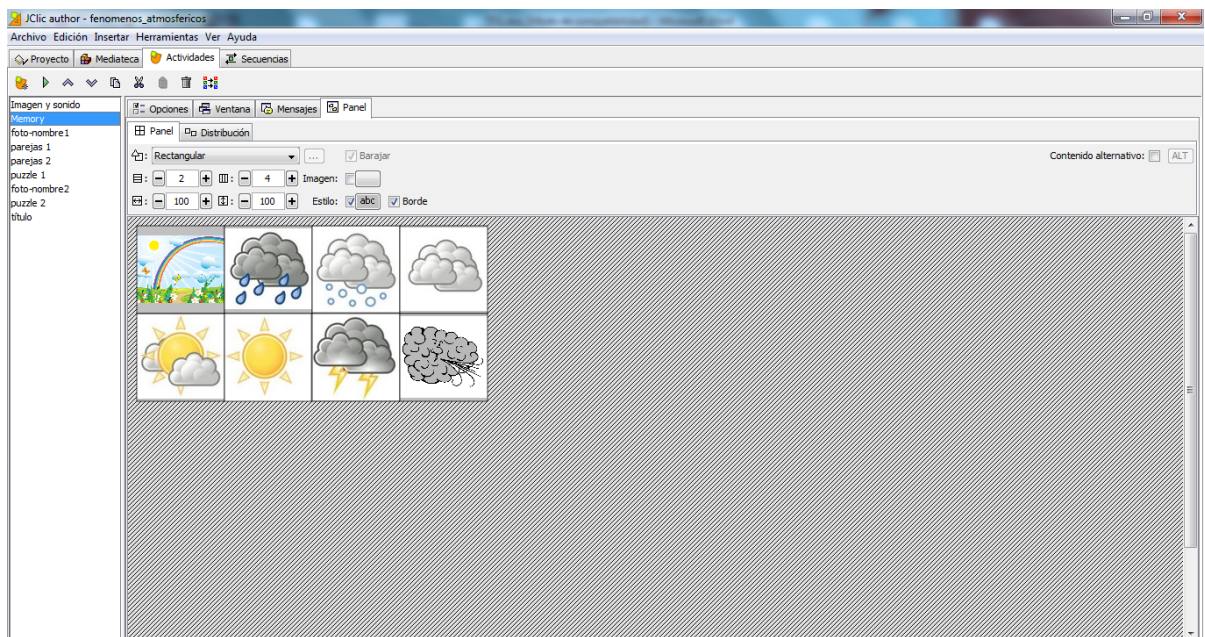 JClic author - fenomenos_atmosfericos
Archivo Edición Insertar Herramientas Ver Ayuda
Proyecto Mediateca Actividades Secuencias
Imagen y sonido
Memory
foto-nombre1
parejas 1
parejas 2
puzzle 1
foto-nombre2
puzzle 2
título
Opciones Ventana Mensajes Panel
Panel Distribución
: Rectangular ... Barajar Contenido alternativo: ALT
: 2 : 4 Imagen:
: 100 : 100 Estilo: abc Borde